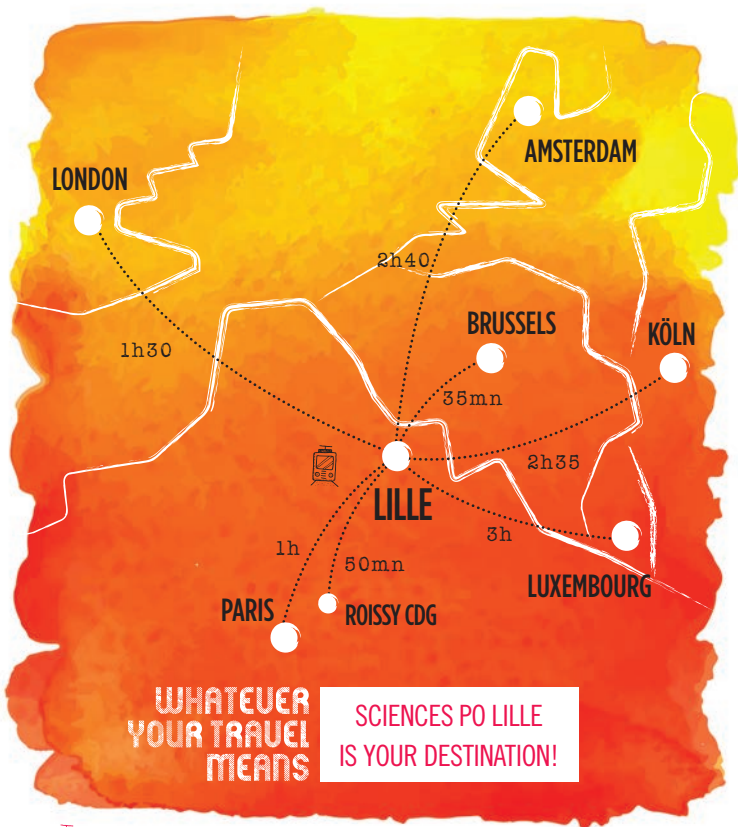 AMSTERDAM
LONDON
2h40
BRUSSELS
1h30
KÖLN
35mn
2h35
LILLE
3h
1h
50mn
LUXEMBOURG
PARIS
ROISSY CDG
WHATEVER
YOUR TRAVEL
MEANS
SCIENCES PO LILLE
IS YOUR DESTINATION!